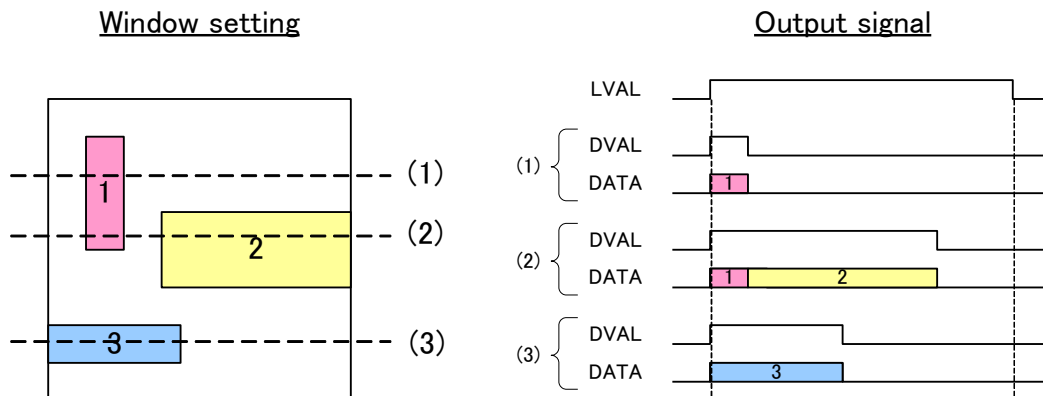 Window setting
1
(1)
2
(2)
3
(3)
Output signal
LVAL
(1)
DVAL
DATA
1
(2)
DVAL
DATA
1 2
(3)
DVAL
DATA
3